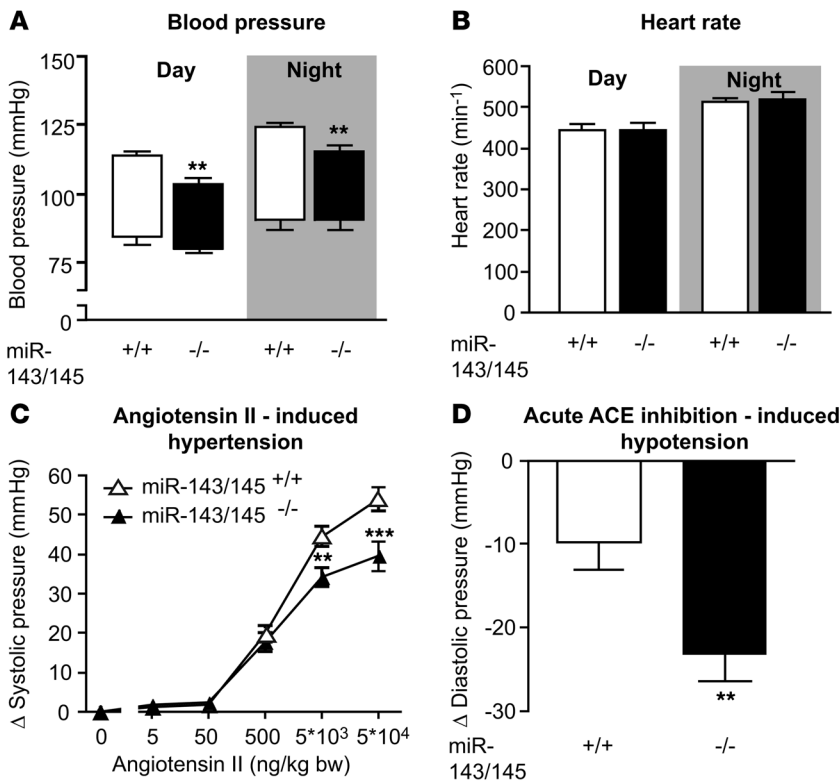 A Blood pressure
Blood pressure (mmHg)
150
125
100
75
0
Day
Night
**
**
miR-
143/145
+/+ -/- +/+ -/-
B Heart rate
Heart rate (min-1)
600
500
400
300
200
100
0
Day
Night
miR-
143/145
+/+ -/- +/+ -/-
C Angiotensin II - induced
hypertension
Δ Systolic pressure (mmHg)
60
50
40
30
20
10
0
miR-143/145 +/+
miR-143/145 -/-
**
***
0 5 50 500 5*10³ 5*10⁴
Angiotensin II (ng/kg bw)
D Acute ACE inhibition - induced
hypotension
Δ Diastolic pressure (mmHg)
0
-10
-20
-30
**
miR-
143/145
+/+ -/-